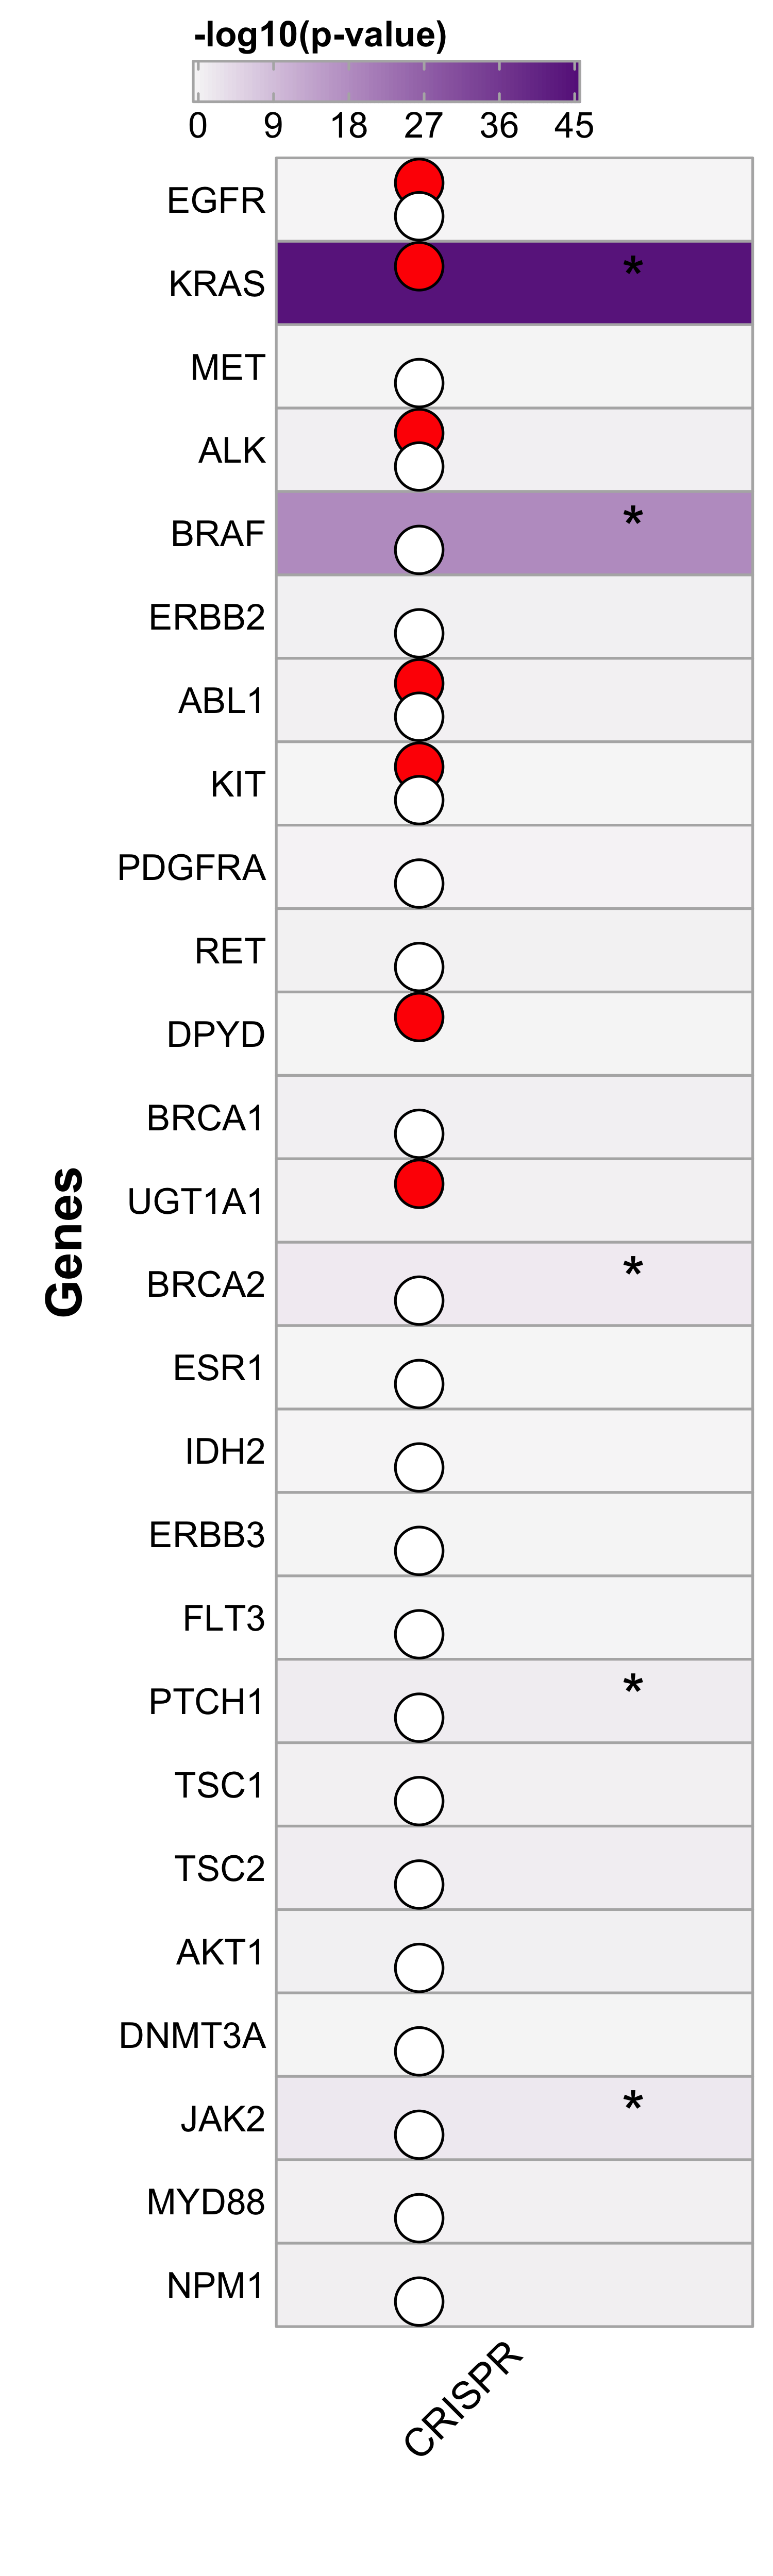 -log10(p-value)
0 9 18 27 36 45
EGFR
KRAS *
MET
ALK
BRAF *
ERBB2
ABL1
KIT
PDGFRA
RET
DPYD
BRCA1
Genes
UGT1A1
BRCA2 *
ESR1
IDH2
ERBB3
FLT3
PTCH1 *
TSC1
TSC2
AKT1
DNMT3A
JAK2 *
MYD88
NPM1
CRISPR